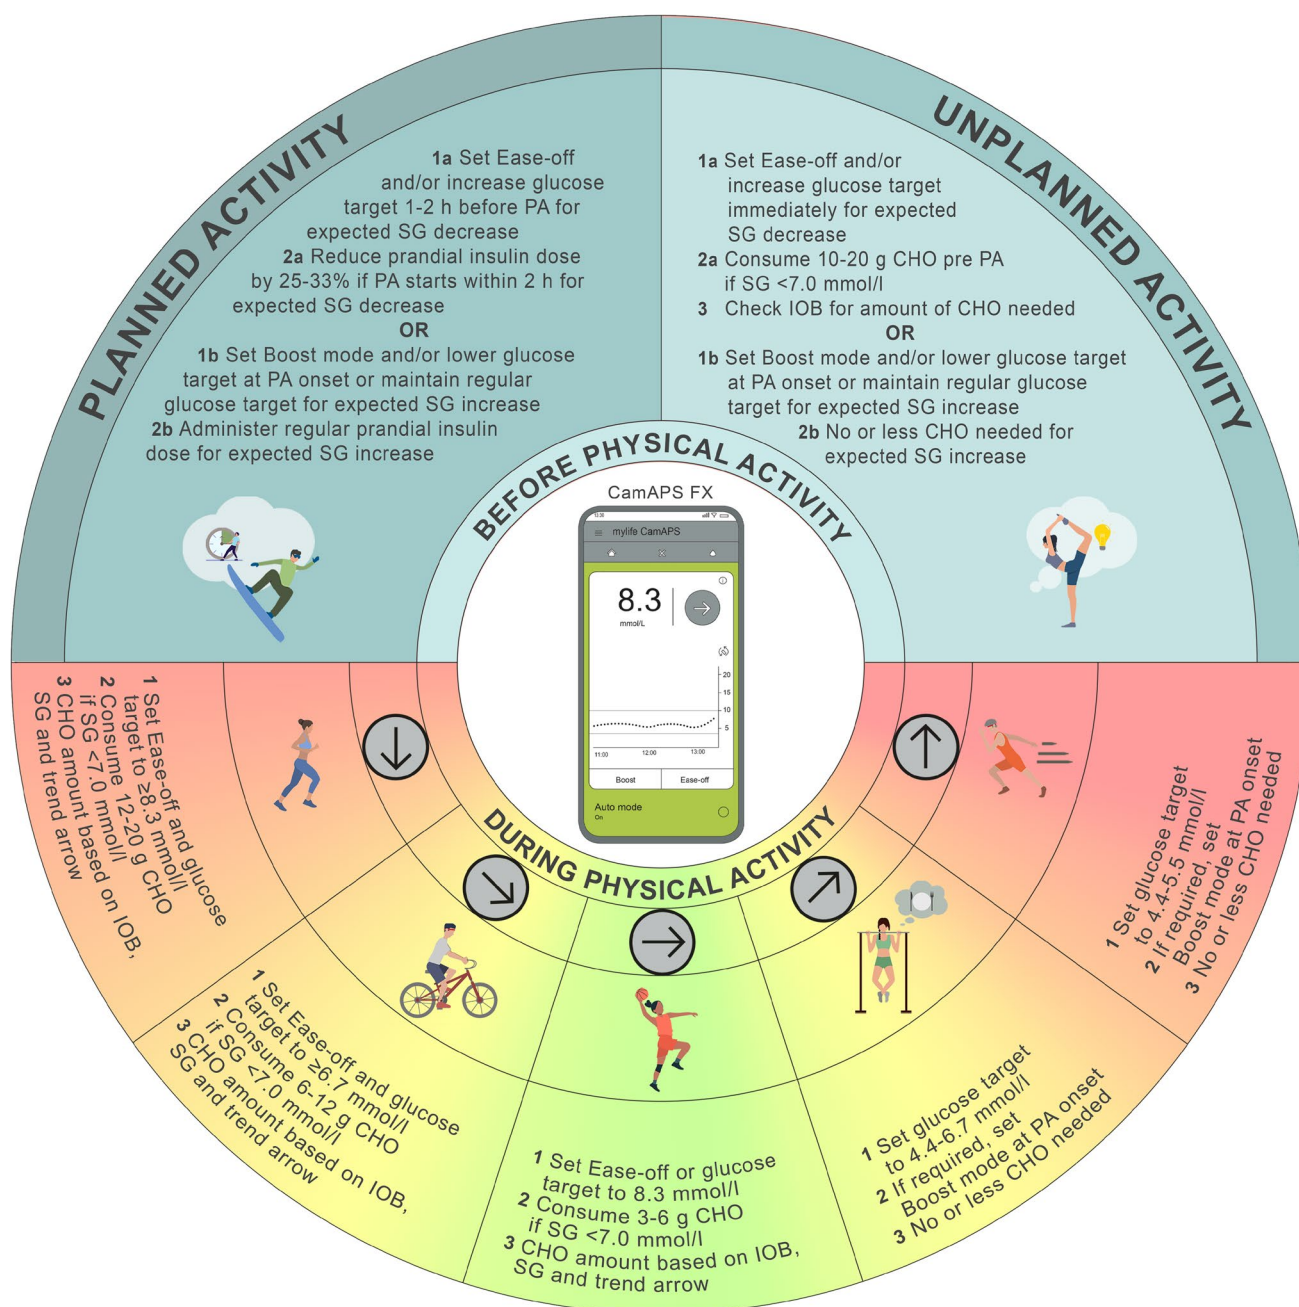 PLANNED ACTIVITY
1a Set Ease-off
and/or increase glucose
target 1-2 h before PA for
expected SG decrease
2a Reduce prandial insulin dose
by 25-33% if PA starts within 2 h for
expected SG decrease
OR
1b Set Boost mode and/or lower glucose
target at PA onset or maintain regular
glucose target for expected SG increase
2b Administer regular prandial insulin
dose for expected SG increase
UNPLANNED ACTIVITY
1a Set Ease-off and/or
increase glucose target
immediately for expected
SG decrease
2a Consume 10-20 g CHO pre PA
if SG <7.0 mmol/l
3 Check IOB for amount of CHO needed
OR
1b Set Boost mode and/or lower glucose target
at PA onset or maintain regular glucose
target for expected SG increase
2b No or less CHO needed for
expected SG increase
BEFORE PHYSICAL ACTIVITY
CamAPS FX
13:36
mylife CamAPS
8.3
mmol/L
20
15
10
5
11:00 12:00 13:00
Boost Ease-off
Auto mode
On
DURING PHYSICAL ACTIVITY
1 Set Ease-off and glucose
target to ≥8.3 mmol/l
2 Consume 12-20 g CHO
if SG <7.0 mmol/l
3 CHO amount based on IOB,
SG and trend arrow
1 Set Ease-off and glucose
target to ≥6.7 mmol/l
2 Consume 6-12 g CHO
if SG <7.0 mmol/l
3 CHO amount based on IOB,
SG and trend arrow
1 Set Ease-off or glucose
target to 8.3 mmol/l
2 Consume 3-6 g CHO
if SG <7.0 mmol/l
3 CHO amount based on IOB,
SG and trend arrow
1 Set glucose target
to 4.4-6.7 mmol/l
2 If required, set
Boost mode at PA onset
3 No or less CHO needed
1 Set glucose target
to 4.4-5.5 mmol/l
2 If required, set
Boost mode at PA onset
3 No or less CHO needed